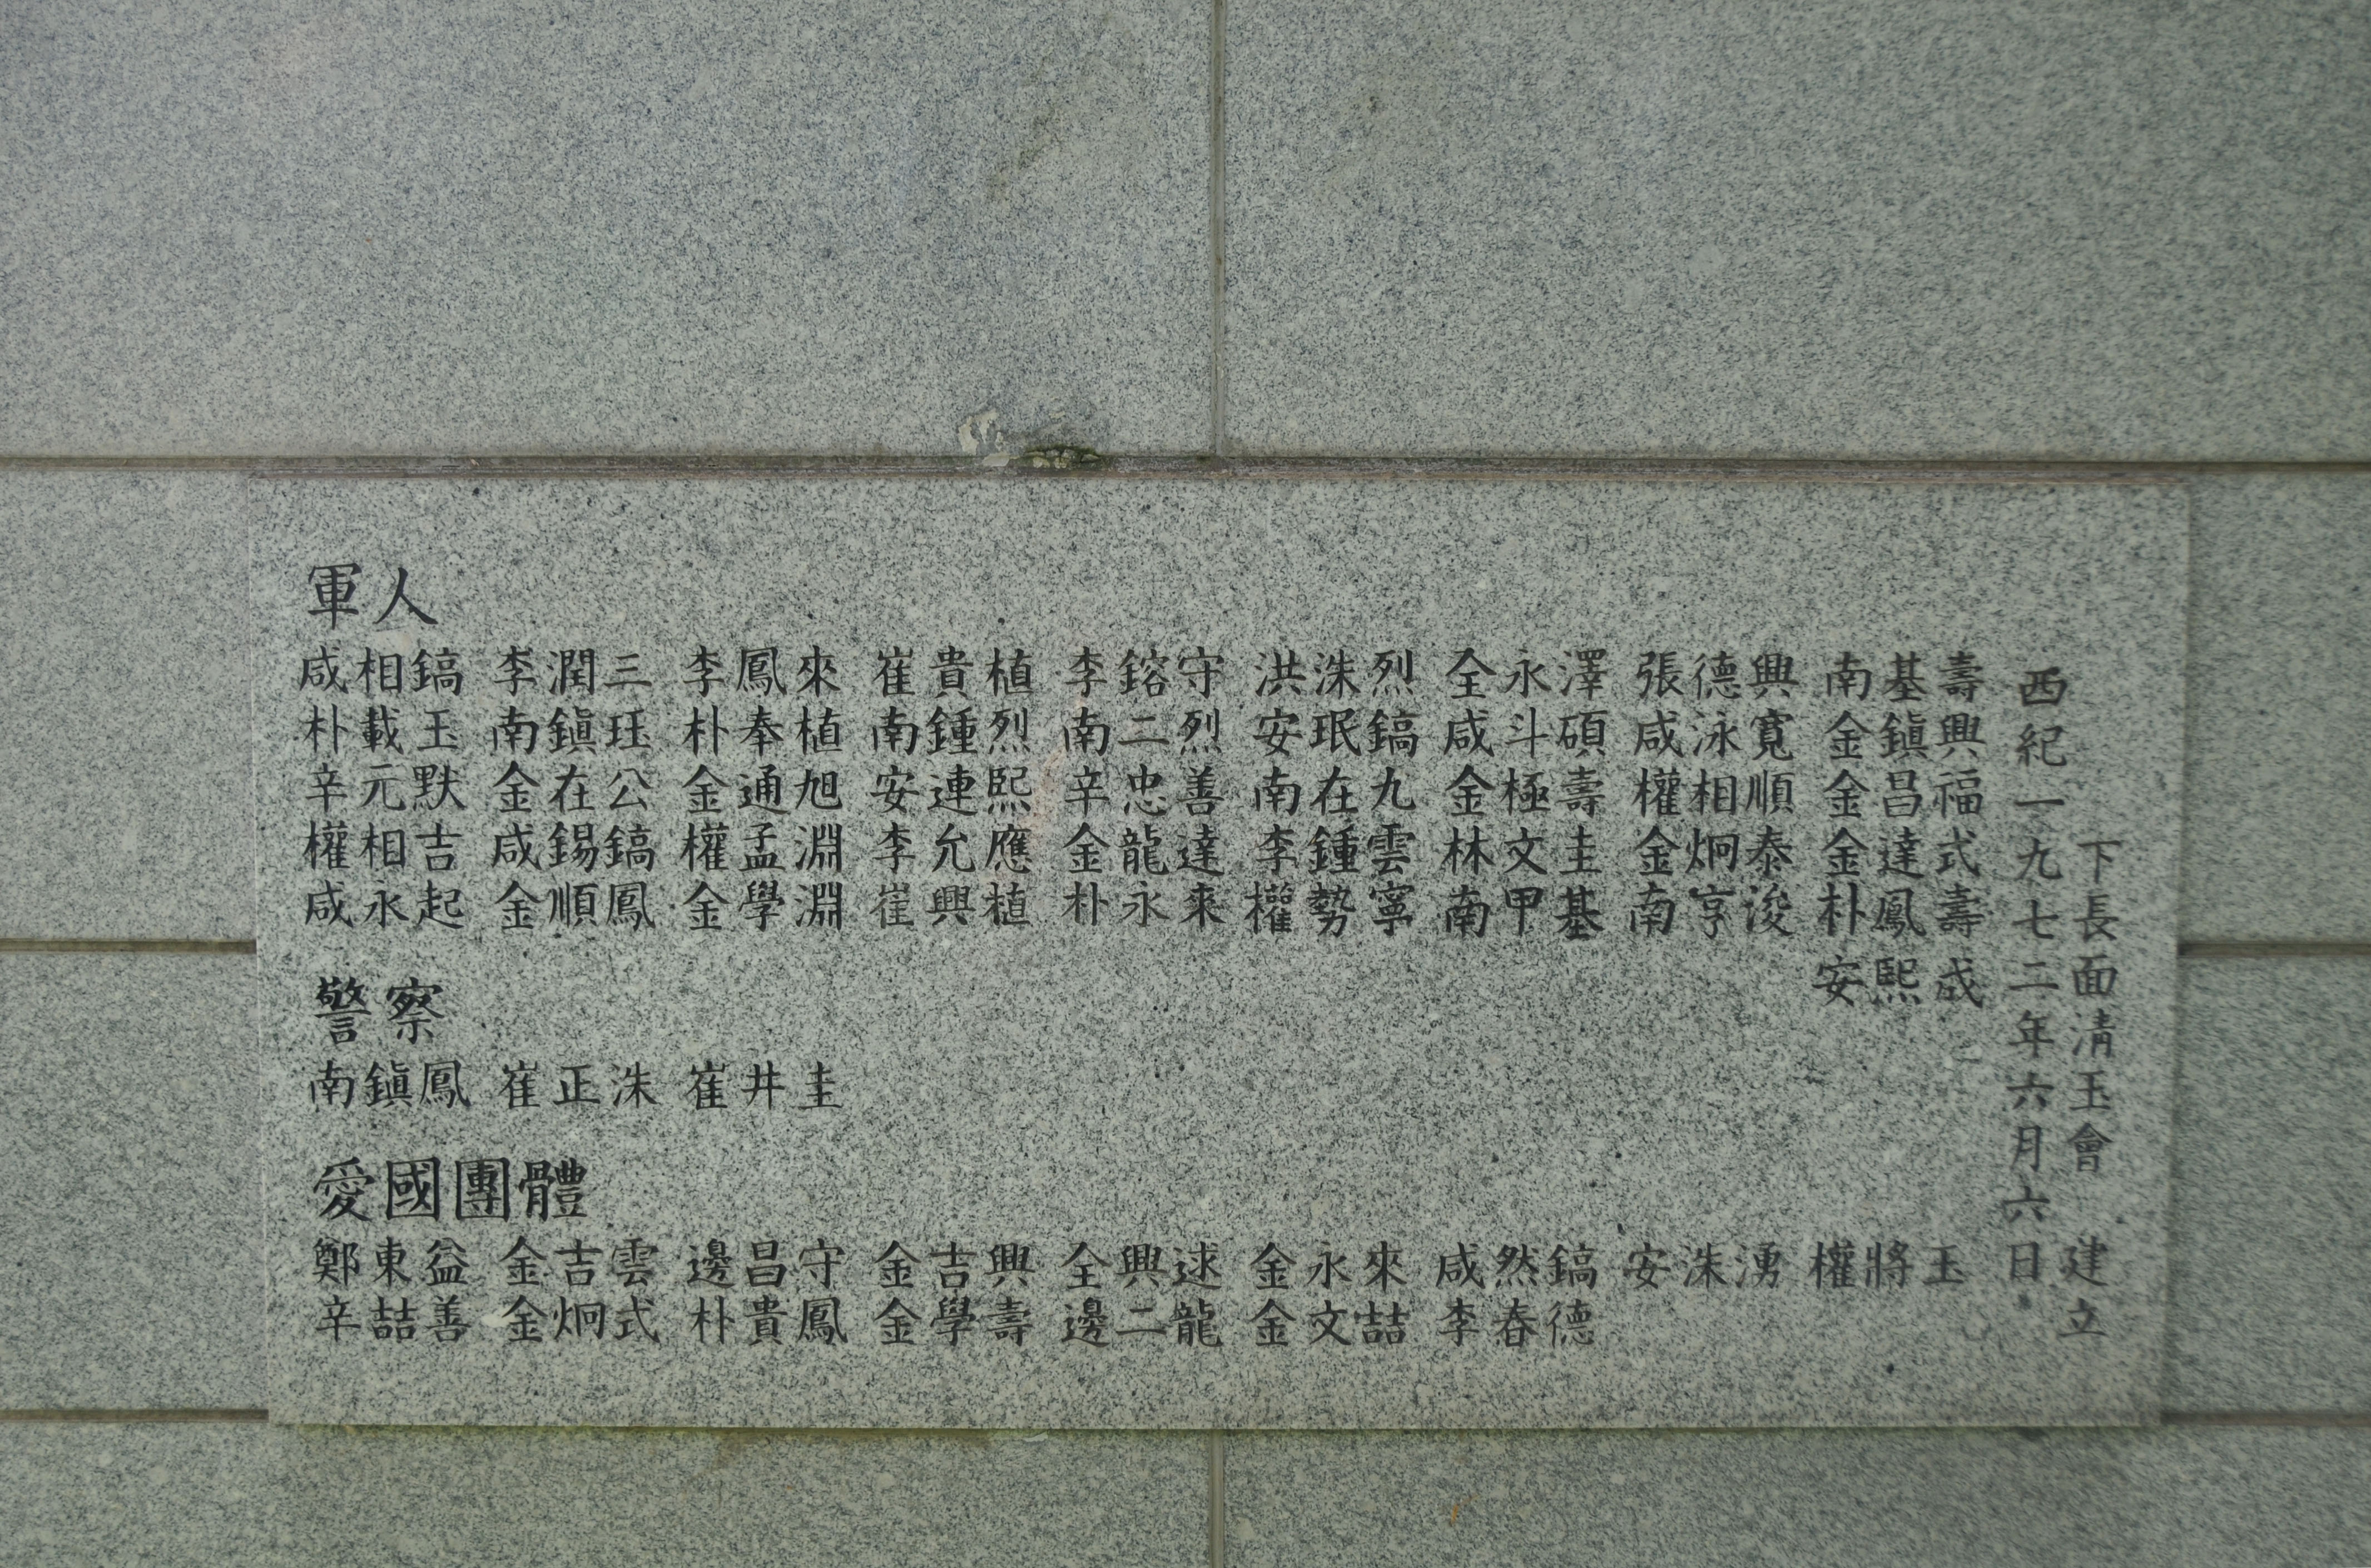 軍人
咸相鎬 李潤三 李鳳來 崔貴植 李鎔守 洪洙烈 全永澤 張德興 南基壽
朴載玉 南鎭珏 朴奉植 南鍾烈 南二烈 安珉鎬 咸斗碩 咸泳寬 金鎭興
辛元默 金在公 金通旭 安連熙 辛忠善 南在九 金極壽 權相順 金昌福
權相吉 咸錫鎬 權孟淵 李允應 金龍達 李鍾雲 林文圭 金炯泰 金達式
咸永起 金順鳳 金學淵 崔興植 朴永來 權勢寧 南甲基 南亨浚 朴鳳壽
安熙成
警察
南鎭鳳 崔正洙 崔井圭
愛國團體
鄭東益 金吉雲 邊昌守 金吉興 全興逑 金永來 咸然鎬 安洙湧 權將玉
辛喆善 金炯式 朴貴鳳 金學壽 邊二龍 金文喆 李春德
西紀一九七二年六月六日
下長面淸玉會 建立